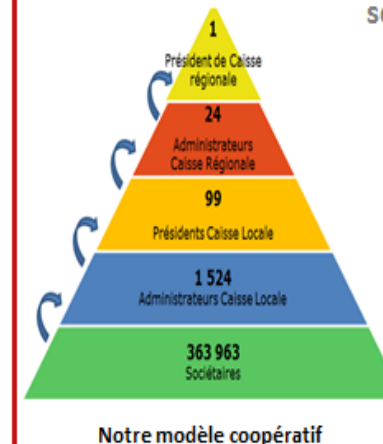 1
Président de Caisse
régionale
24
Administrateurs
Caisse Régionale
99
Présidents Caisse Locale
1 524
Administrateurs Caisse Locale
363 963
Sociétaires
Notre modèle coopératif